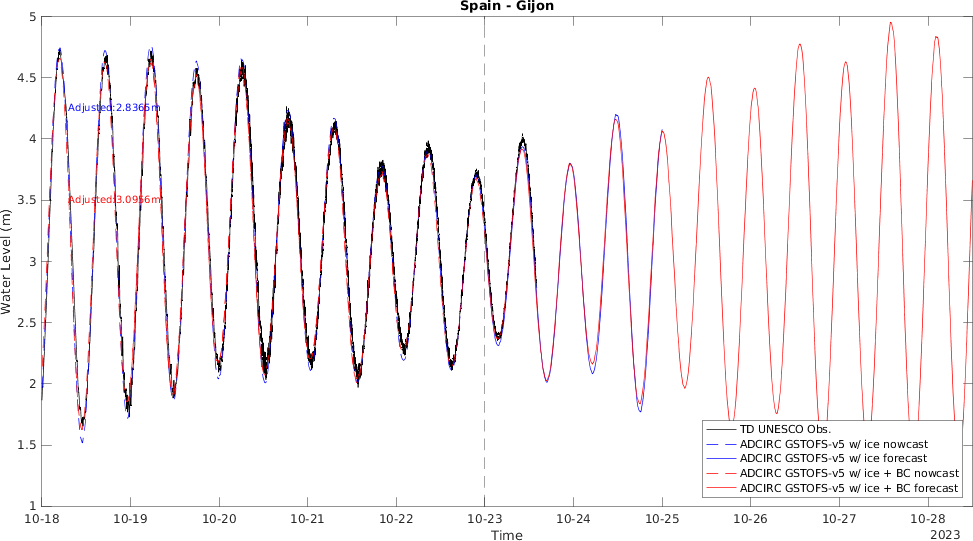 Spain - Gijon
5
4.5
4
3.5
3
2.5
2
1.5
1
Water Level (m)
Adjusted:2.8365m
Adjusted:3.0956m
TD UNESCO Obs.
ADCIRC GSTOFS-v5 w/ ice nowcast
ADCIRC GSTOFS-v5 w/ ice forecast
ADCIRC GSTOFS-v5 w/ ice + BC nowcast
ADCIRC GSTOFS-v5 w/ ice + BC forecast
10-18 10-19 10-20 10-21 10-22 10-23 10-24 10-25 10-26 10-27 10-28
2023
Time